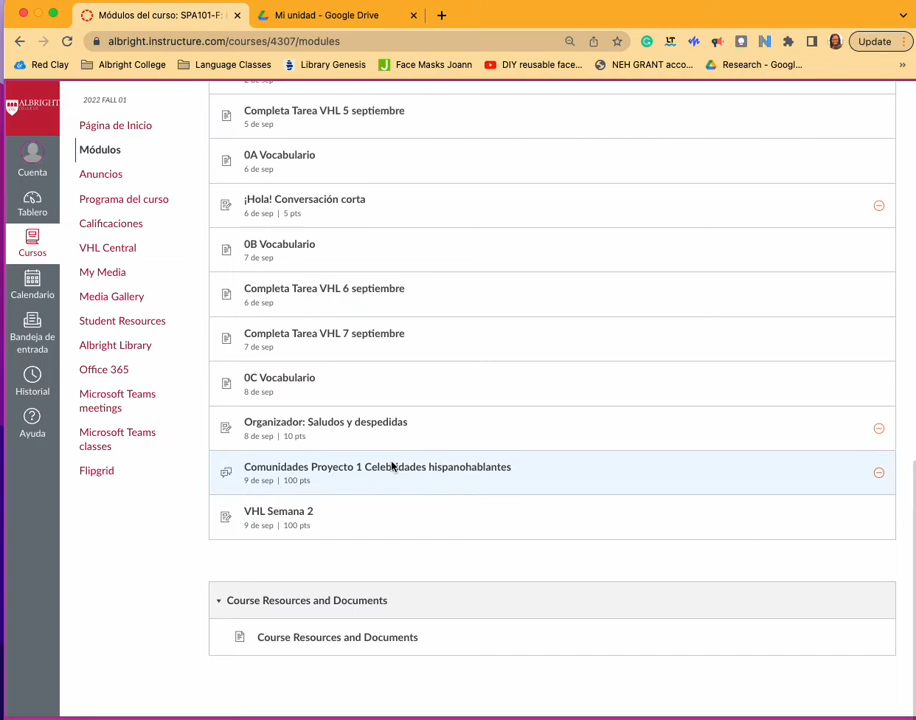 Módulos del curso: SPA101-F:
Mi unidad - Google Drive
albright.instructure.com/courses/4307/modules
Update
Red Clay
Albright College
Language Classes
Library Genesis
Face Masks Joann
DIY reusable face...
NEH GRANT acco...
Research - Googl...
ALBRIGHT
COLLEGE
Cuenta
Tablero
Cursos
Calendario
Bandeja de
entrada
Historial
Ayuda
2022 FALL 01
Página de Inicio
Módulos
Anuncios
Programa del curso
Calificaciones
VHL Central
My Media
Media Gallery
Student Resources
Albright Library
Office 365
Microsoft Teams
meetings
Microsoft Teams
classes
Flipgrid
Completa Tarea VHL 5 septiembre
5 de sep
0A Vocabulario
6 de sep
¡Hola! Conversación corta
6 de sep | 5 pts
0B Vocabulario
7 de sep
Completa Tarea VHL 6 septiembre
6 de sep
Completa Tarea VHL 7 septiembre
7 de sep
0C Vocabulario
8 de sep
Organizador: Saludos y despedidas
8 de sep | 10 pts
Comunidades Proyecto 1 Celebridades hispanohablantes
9 de sep | 100 pts
VHL Semana 2
9 de sep | 100 pts
Course Resources and Documents
Course Resources and Documents